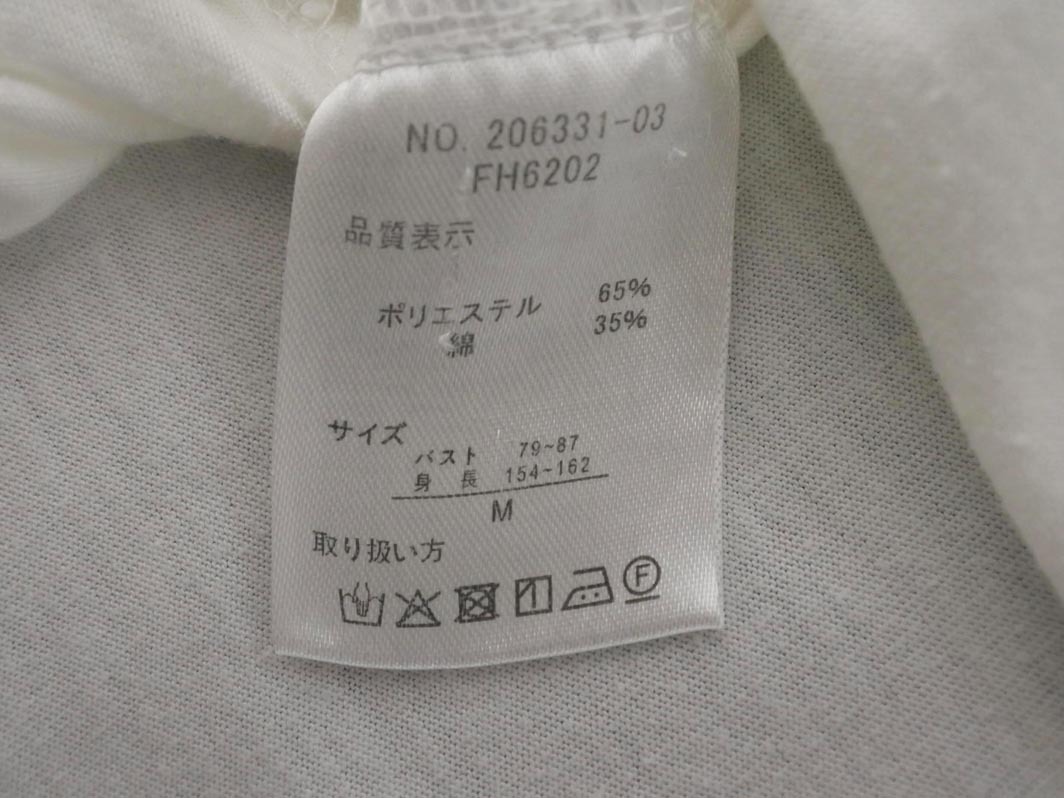 NO. 206331-03
FH6202
品質表示
ポリエステル 65%
綿 35%
サイズ
バスト 79~87
身長 154~162
M
取り扱い方
F